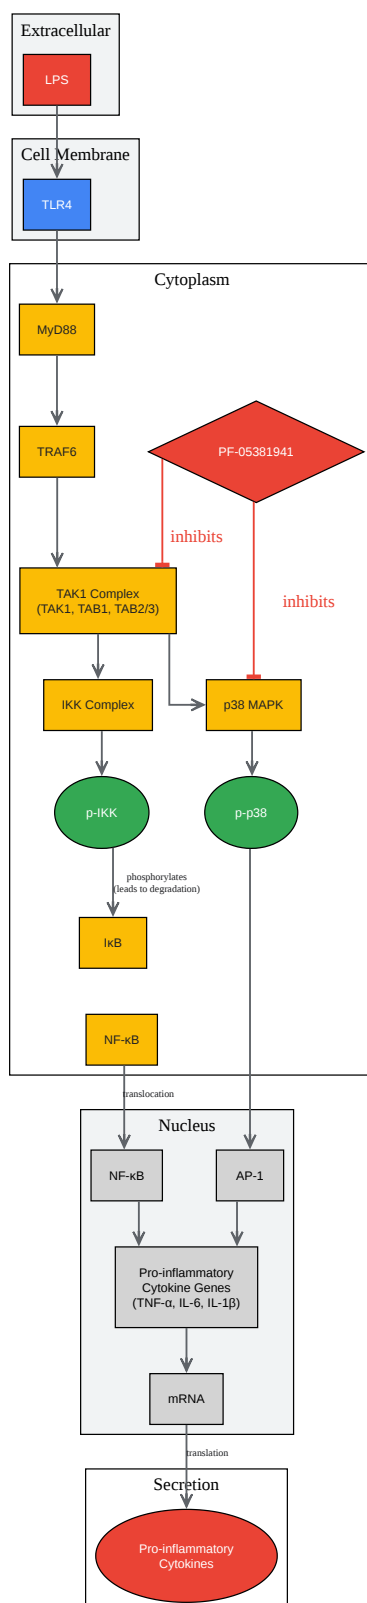 Extracellular
LPS
Cell Membrane
TLR4
Cytoplasm
MyD88
TRAF6
PF-05381941
inhibits
TAK1 Complex
(TAK1, TAB1, TAB2/3)
inhibits
IKK Complex
p38 MAPK
p-IKK
p-p38
phosphorylates
(leads to degradation)
IκB
NF-κB
translocation
Nucleus
NF-κB
AP-1
Pro-inflammatory
Cytokine Genes
(TNF-α, IL-6, IL-1β)
mRNA
translation
Secretion
Pro-inflammatory
Cytokines